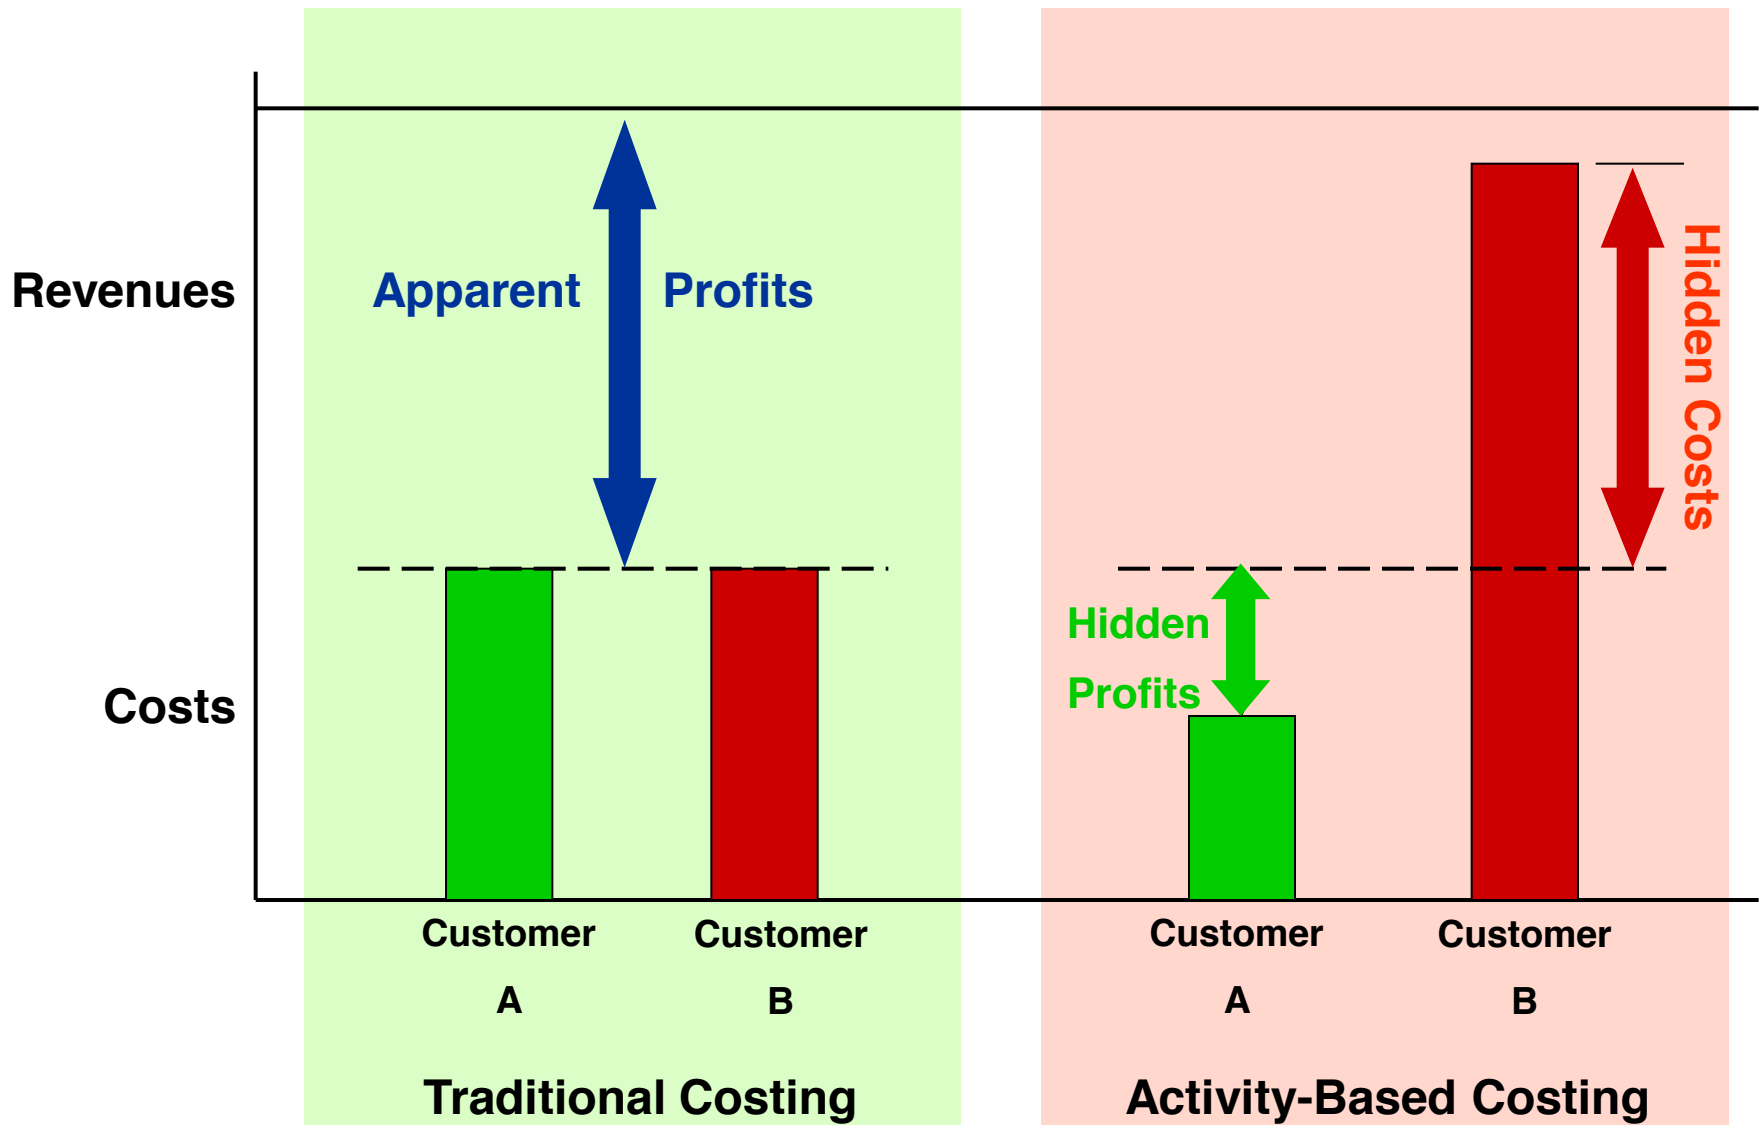 Revenues
Costs
Apparent Profits
Customer Customer
A B
Traditional Costing
Hidden
Profits
Hidden Costs
Customer Customer
A B
Activity-Based Costing